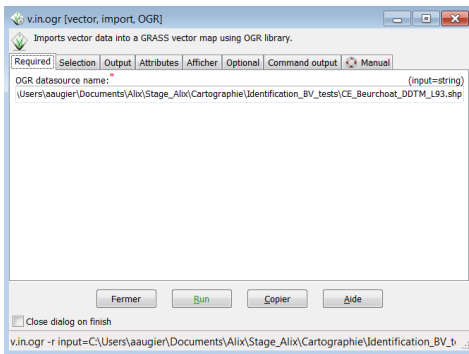 v.in.ogr [vector, import, OGR]
Imports vector data into a GRASS vector map using OGR library.
Required Selection Output Attributes Afficher Optional Command output Manual
OGR datasource name:* (input=string)
\Users\aaugier\Documents\Alix\Stage_Alix\Cartographie\Identification_BV_tests\CE_Beurchoat_DDTM_L93.shp
Fermer Run Copier Aide
Close dialog on finish
v.in.ogr -r input=C:\Users\aaugier\Documents\Alix\Stage_Alix\Cartographie\Identification_BV_t